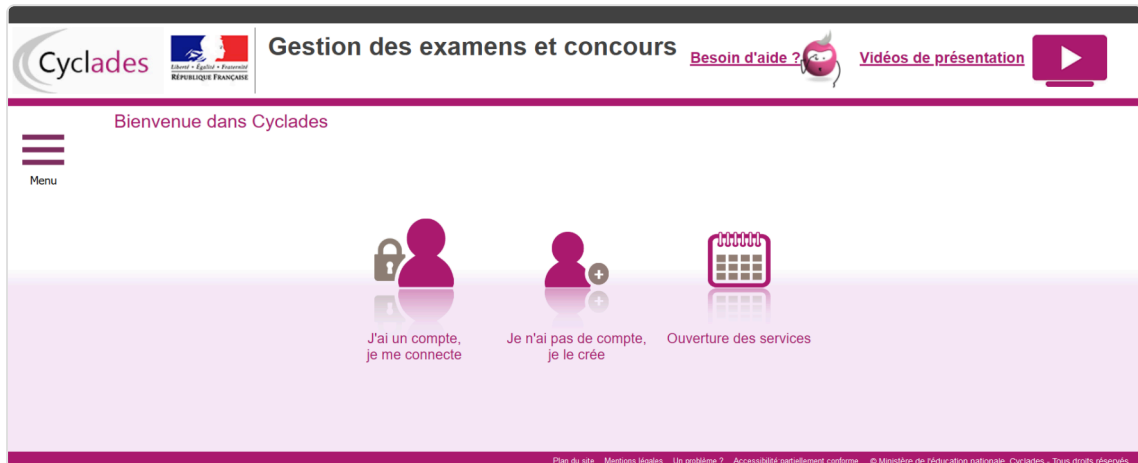 Cyclades
Liberté • Égalité • Fraternité
RÉPUBLIQUE FRANÇAISE
Gestion des examens et concours
Besoin d'aide ?
Vidéos de présentation
Bienvenue dans Cyclades
Menu
J'ai un compte,
je me connecte
Je n'ai pas de compte,
je le crée
Ouverture des services
Plan du site Mentions légales Un problème ? Accessibilité:partiellement conforme © Ministère de l'éducation nationale, Cyclades - Tous droits réservés